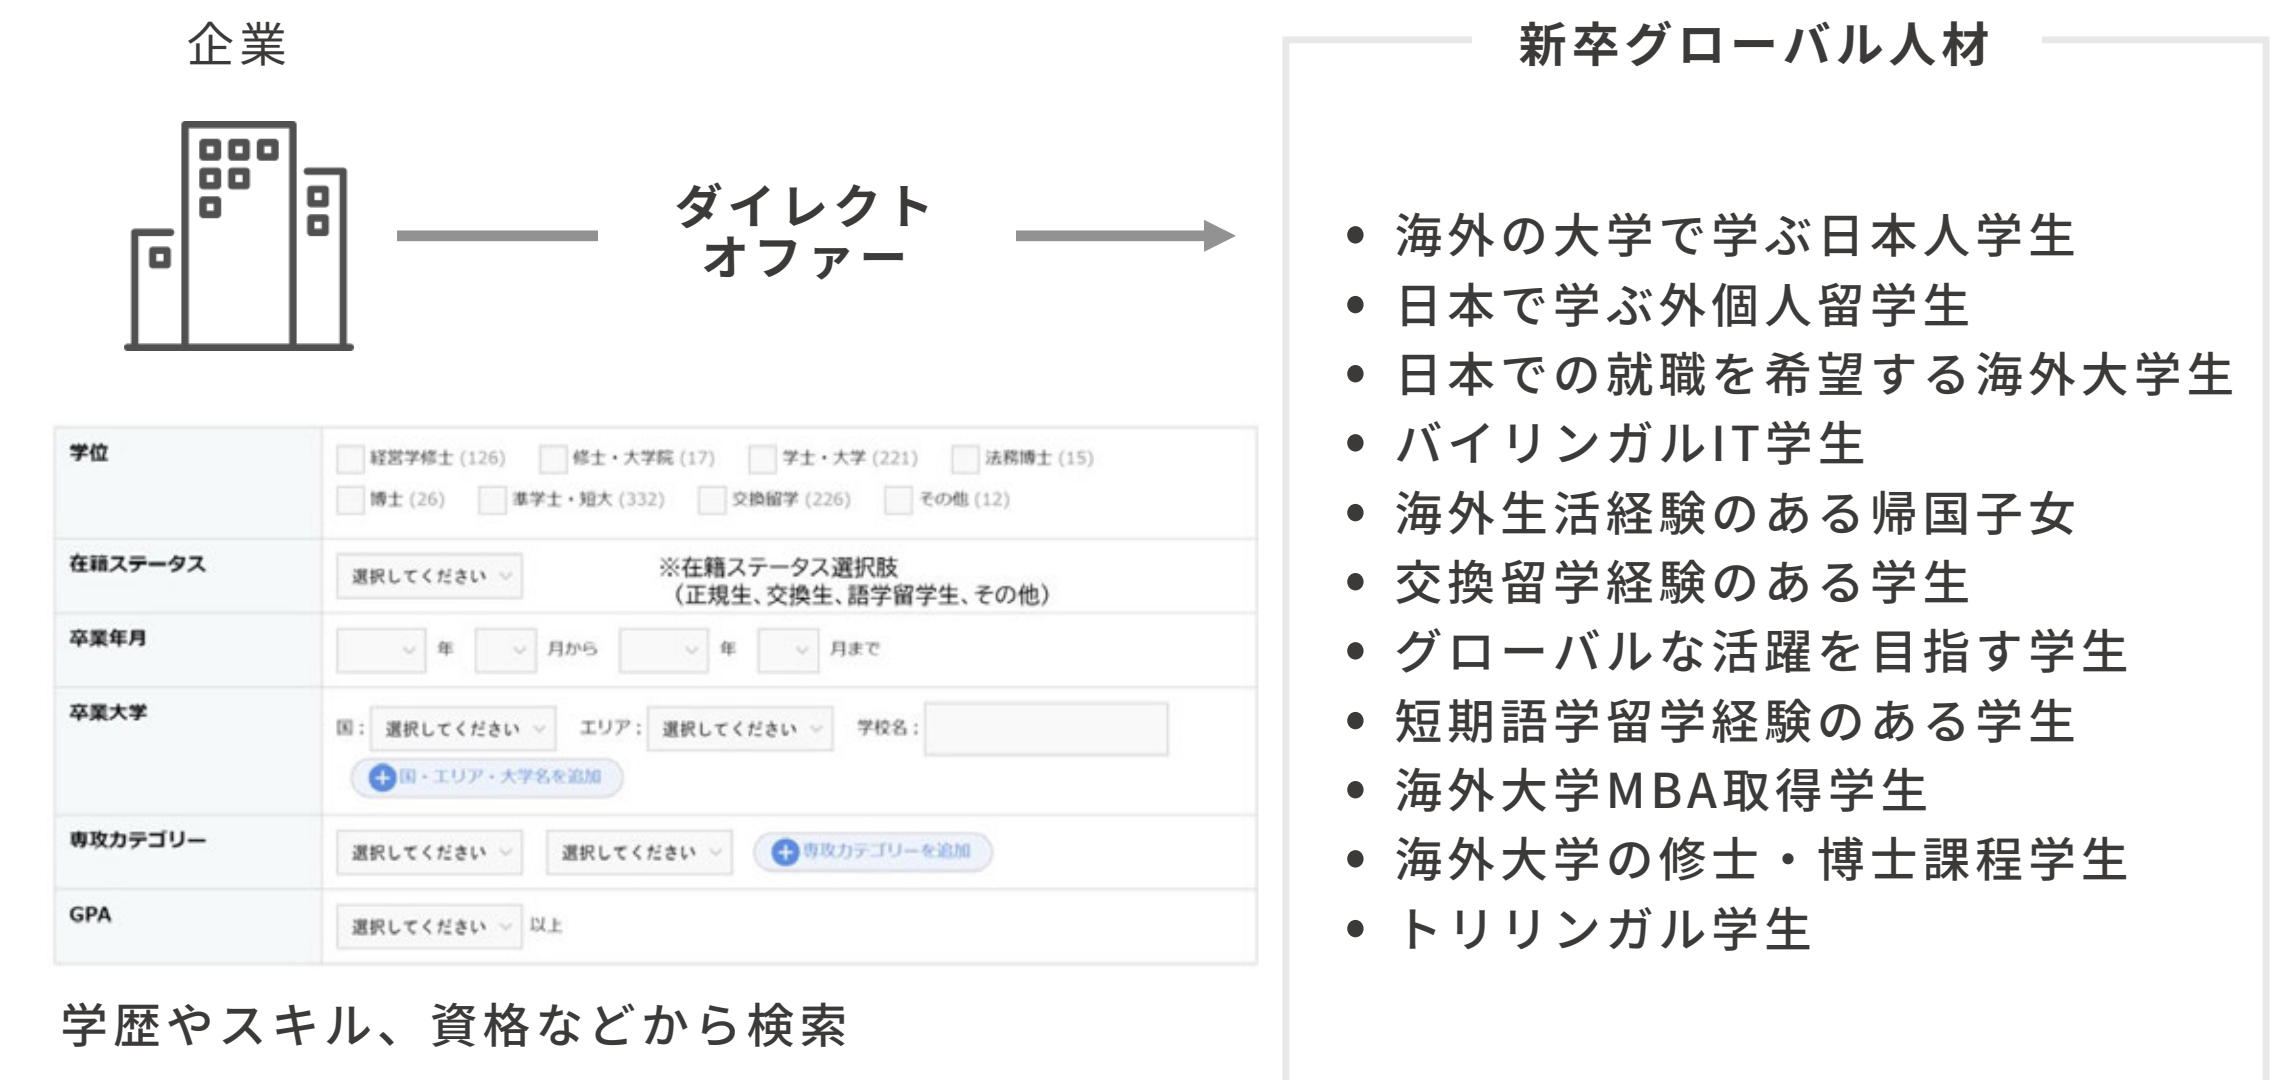 企業
ダイレクト
オファー
学位
経営学修士 (126) 修士・大学院 (17) 学士・大学 (221) 法務博士 (15)
博士 (26) 準学士・短大 (332) 交換留学 (226) その他 (12)
在籍ステータス
選択してください
※在籍ステータス選択肢
（正規生、交換生、語学留学生、その他）
卒業年月
年 月から 年 月まで
卒業大学
国： 選択してください エリア： 選択してください 学校名：
国・エリア・大学名を追加
専攻カテゴリー
選択してください 選択してください 専攻カテゴリーを追加
GPA
選択してください 以上
学歴やスキル、資格などから検索
新卒グローバル人材
• 海外の大学で学ぶ日本人学生
• 日本で学ぶ外個人留学生
• 日本での就職を希望する海外大学生
• バイリンガルIT学生
• 海外生活経験のある帰国子女
• 交換留学経験のある学生
• グローバルな活躍を目指す学生
• 短期語学留学経験のある学生
• 海外大学MBA取得学生
• 海外大学の修士・博士課程学生
• トリリンガル学生